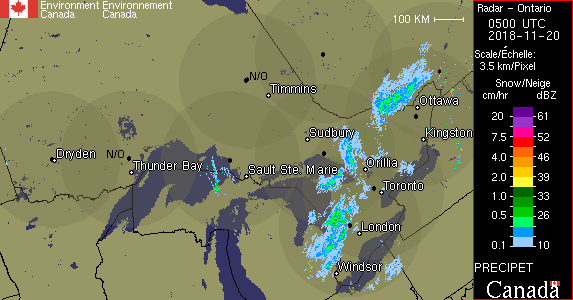 Environment Environnement
Canada Canada
100 KM
N/O
Timmins
Ottawa
Sudbury
Kingston
Dryden
N/O
Thunder Bay
Sault Ste. Marie
Orillia
Toronto
London
Windsor
Radar - Ontario
0500 UTC
2018-11-20
Scale/Échelle:
3.5 km/Pixel
Snow/Neige
cm/hr dBZ
20 61
7.5 52
4.0 46
2.0 39
1.0 33
0.5 26
0.1 10
PRECIPET
Canada